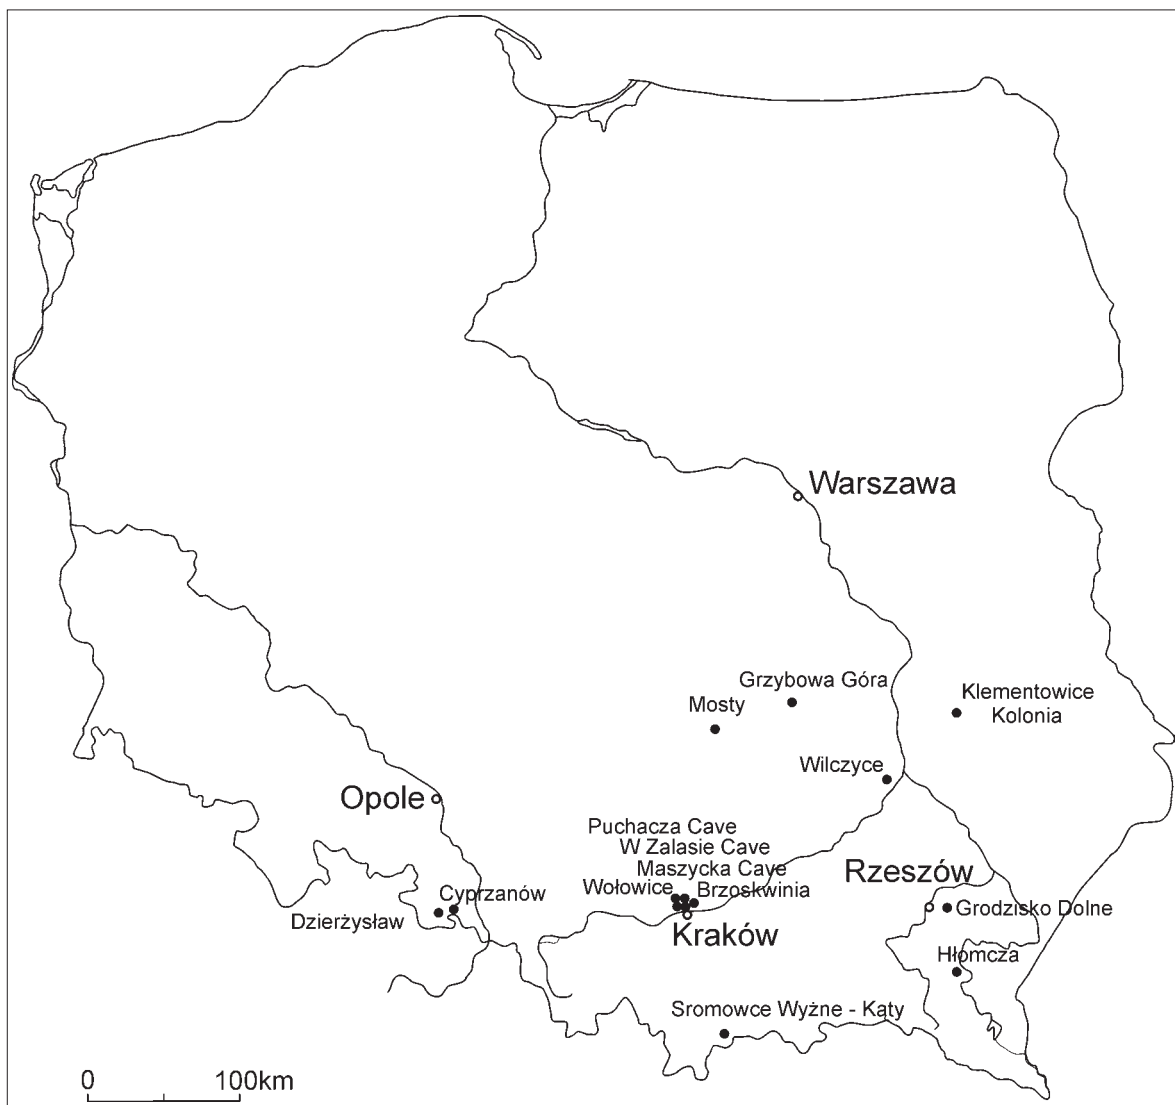 Warszawa
Grzybowa Góra
Mosty
Klementowice
Kolonia
Wilczyce
Opole
Puchacza Cave
W Zalasie Cave
Maszycka Cave
Wołowice
Brzoskwinia
Rzeszów
Cyprzanów
Dzierżysław
Grodzisko Dolne
Kraków
Hłomcza
Sromowce Wyżne - Kąty
0
100km